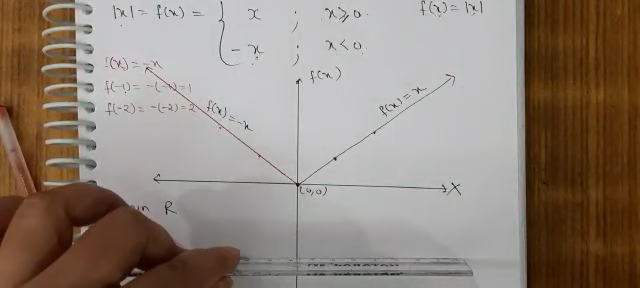 |x| = f(x) = { x ; x ≥ 0
- x ; x < 0
f(x) = |x|
f(x) = -x
f(-1) = -(-1) = 1
f(-2) = -(-2) = 2
f(x) = -x
f(x)
f(x) = x
(0,0)
X
R